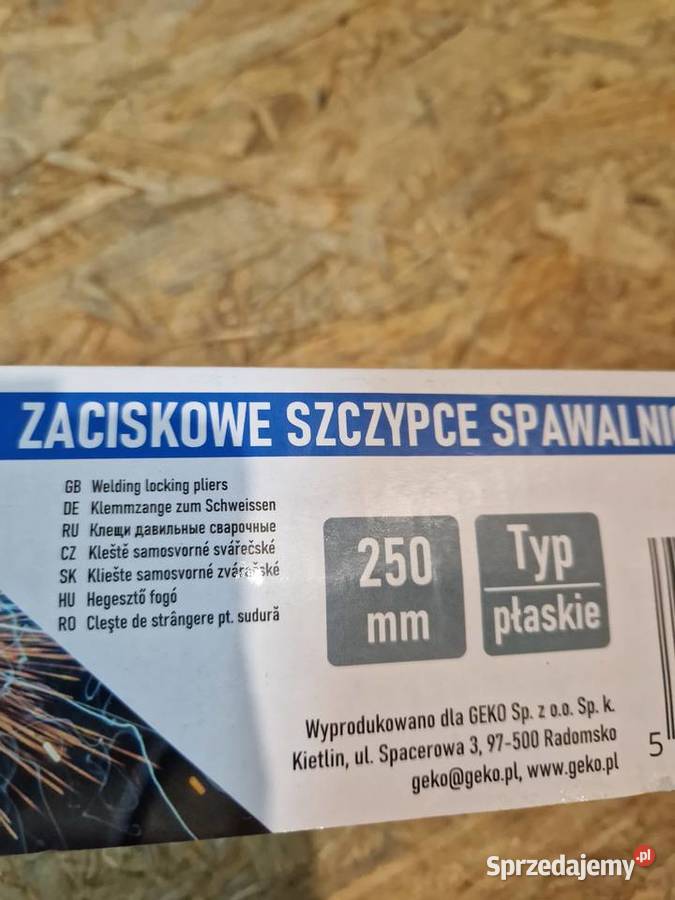 ZACISKOWE SZCZYPCE
GB Welding locking pliers
DE Klemmzange zum Schweissen
RU Клещи давильные сварочные
CZ Kleště samosvorné svářečské
SK Kliešte samosvorné zváračské
HU Hegesztő fogó
RO Cleşte de strângere pt. sudură
250
mm
Typ
płaskie
Wyprodukowano dla GEKO Sp. z o.o. Sp. k.
Kietlin, ul. Spacerowa 3, 97-500 Radomsko
geko@geko.pl, www.geko.pl
5
Sprzedajemy.pl